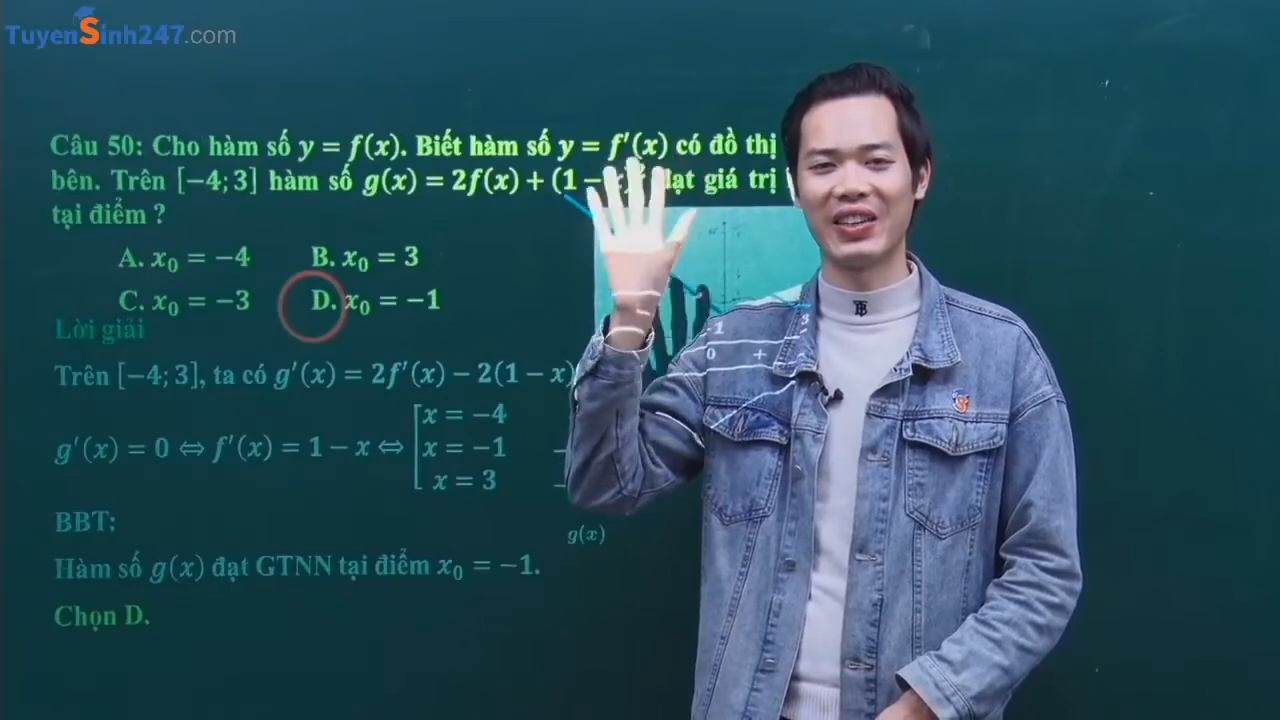 TuyenSinh247.com
Câu 50: Cho hàm số y = f(x). Biết hàm số y = f′(x) có đồ thị
bên. Trên [−4; 3] hàm số g(x) = 2f(x) + (1 − đạt giá trị
tại điểm ?
A. x₀ = −4 B. x₀ = 3
C. x₀ = −3 D. x₀ = −1
Lời giải
Trên [−4; 3], ta có g′(x) = 2f′(x) − 2(1 − x)
g′(x) = 0 ⇔ f′(x) = 1 − x ⇔ [x = −4
x = −1
x = 3
−1 3
0 +
BBT:
g(x)
Hàm số g(x) đạt GTNN tại điểm x₀ = −1.
Chọn D.